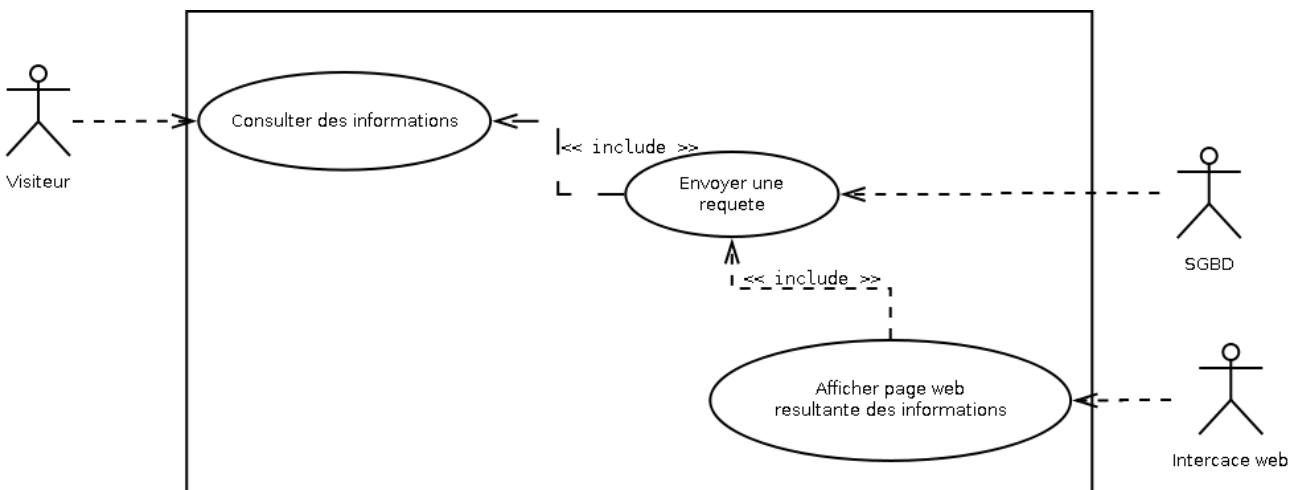 Consulter des informations
Visiteur
<< include >>
Envoyer une
requete
SGBD
<< include >>
Afficher page web
resultante des informations
Intercace web